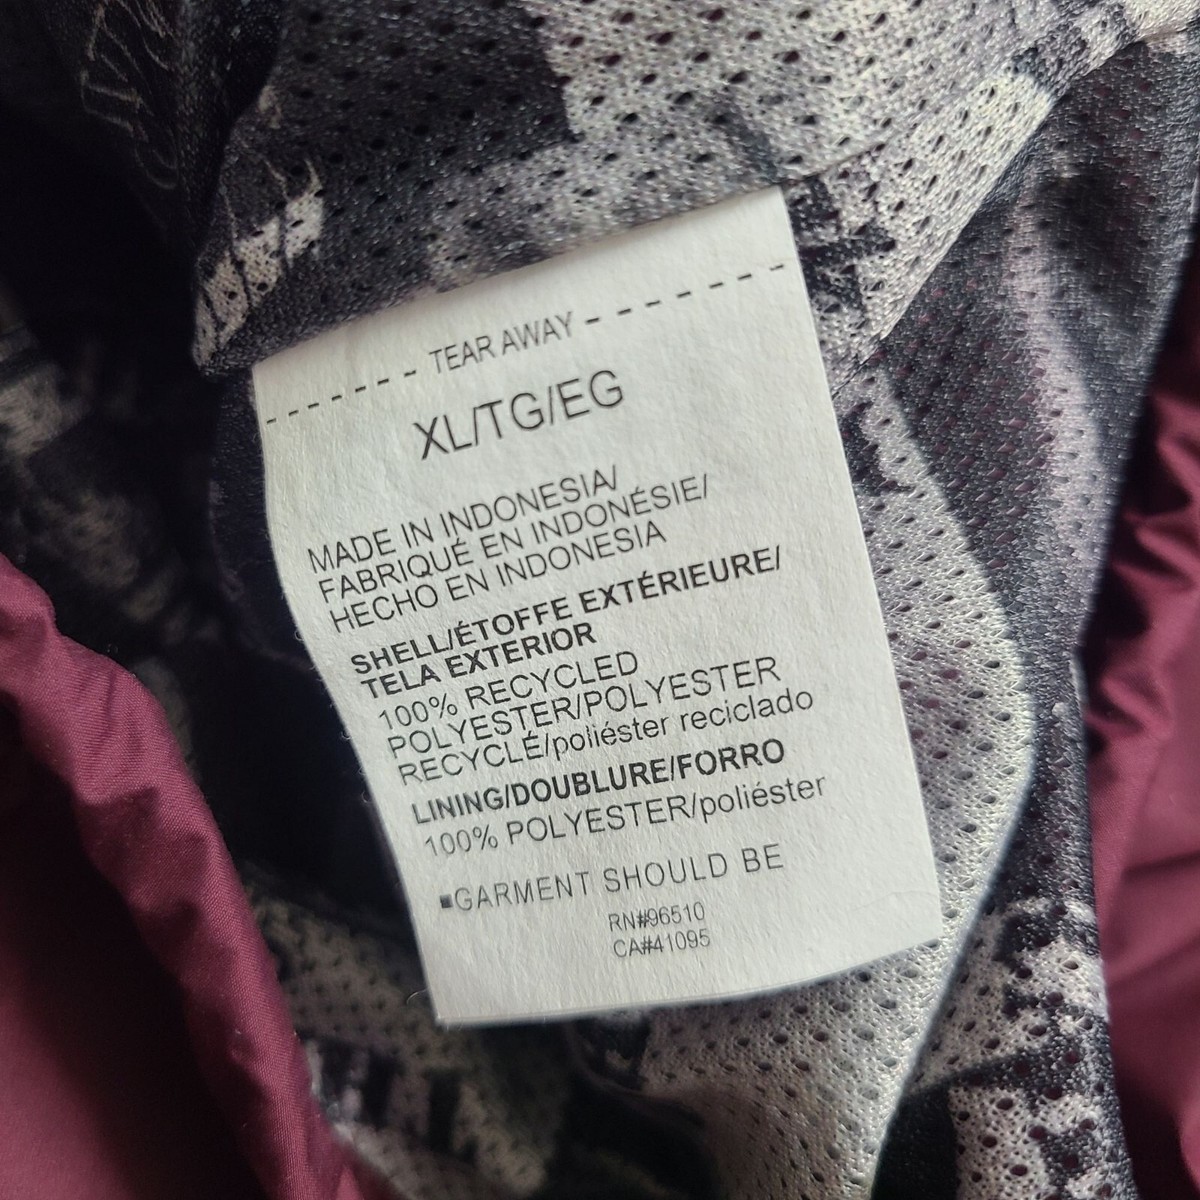 - - - - - - - TEAR AWAY - - - - - - - - - -
XL/TG/EG
MADE IN INDONESIA/
FABRIQUÉ EN INDONÉSIE/
HECHO EN INDONESIA
SHELL/ÉTOFFE EXTÉRIEURE/
TELA EXTERIOR
100% RECYCLED
POLYESTER/POLYESTER
RECYCLÉ/poliéster reciclado
LINING/DOUBLURE/FORRO
100% POLYESTER/poliéster
▪GARMENT SHOULD BE
RN#96510
CA#41095